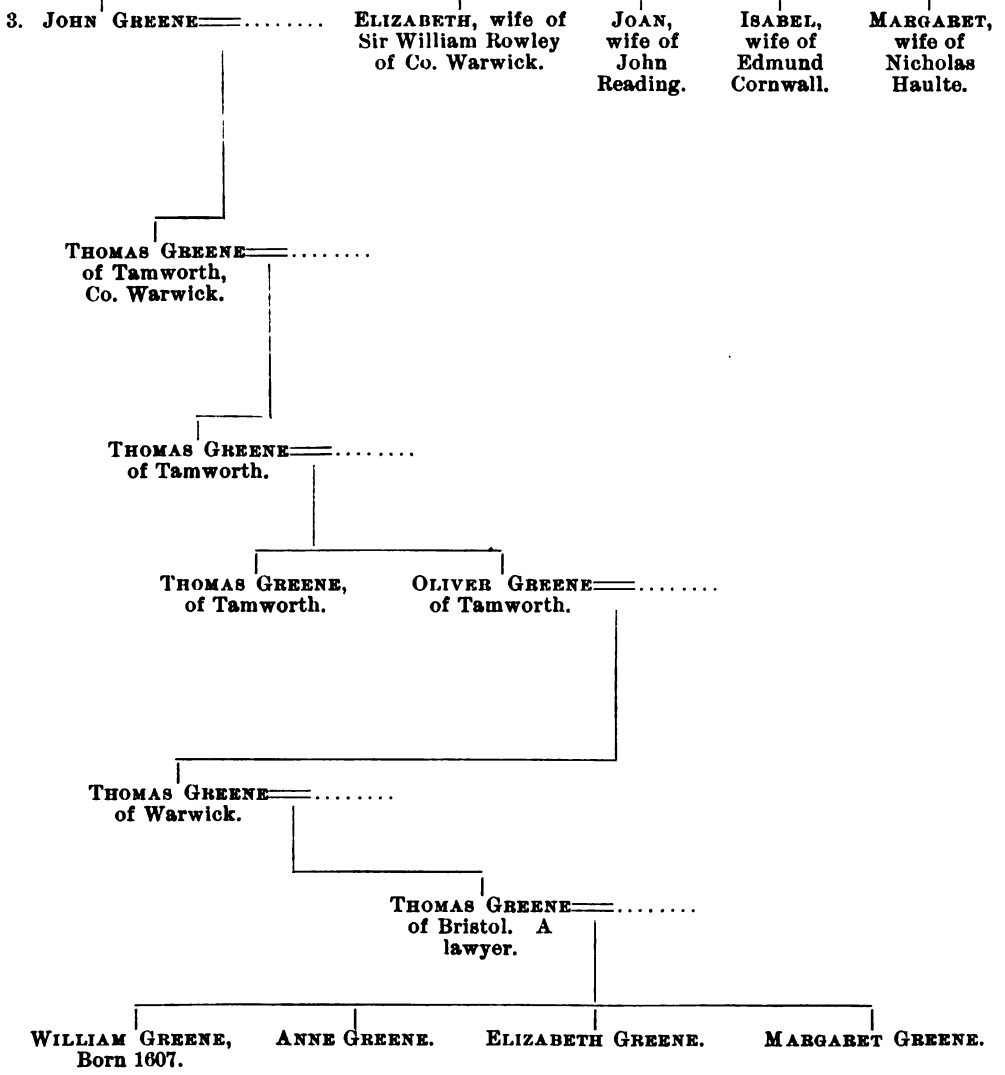 3. JOHN GREENE ........
ELIZABETH, wife of
Sir William Rowley
of Co. Warwick.
JOAN,
wife of
John
Reading.
ISABEL,
wife of
Edmund
Cornwall.
MARGARET,
wife of
Nicholas
Haulte.
THOMAS GREENE ........
of Tamworth,
Co. Warwick.
THOMAS GREENE ........
of Tamworth.
THOMAS GREENE,
of Tamworth.
OLIVER GREENE ........
of Tamworth.
THOMAS GREENE ........
of Warwick.
THOMAS GREENE ........
of Bristol. A
lawyer.
WILLIAM GREENE,
Born 1607.
ANNE GREENE.
ELIZABETH GREENE.
MARGARET GREENE.